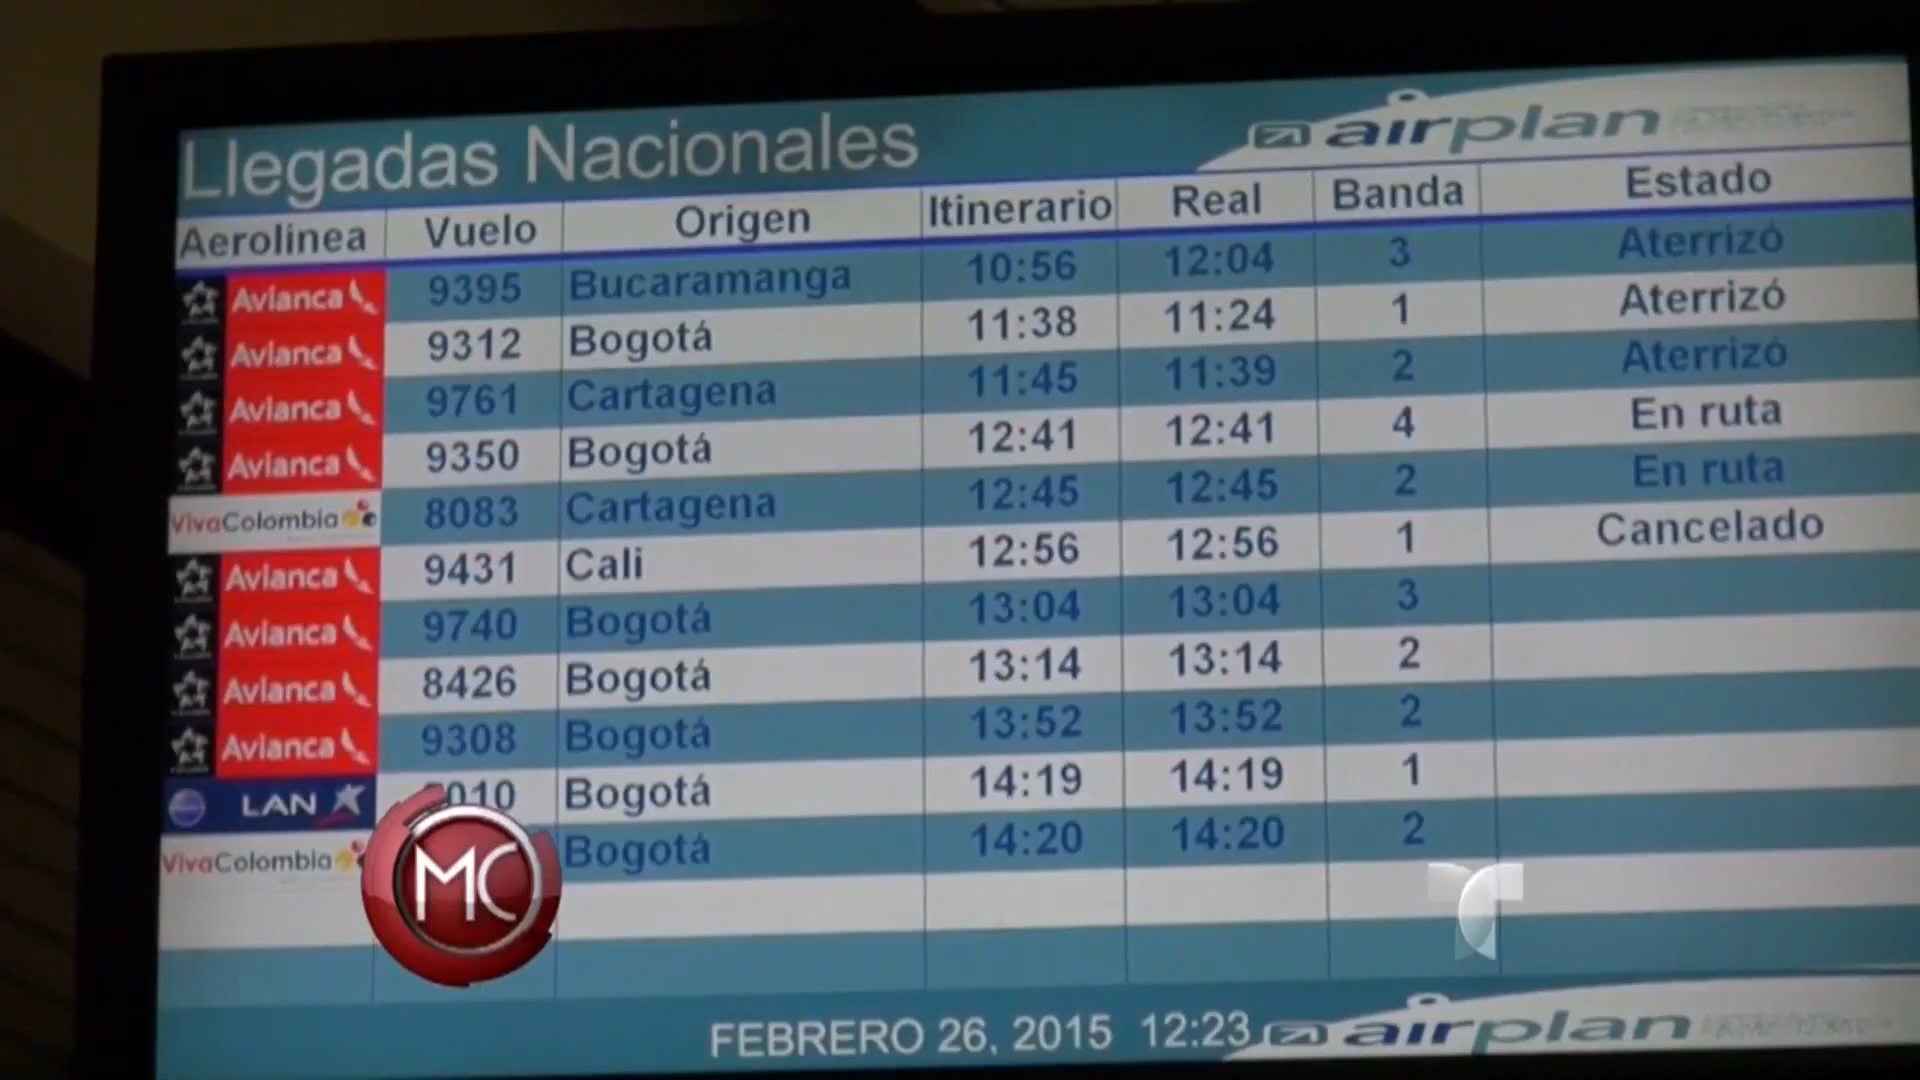 Llegadas Nacionales airplan
Aerolínea Vuelo Origen Itinerario Real Banda Estado
Avianca 9395 Bucaramanga 10:56 12:04 3 Aterrizó
Avianca 9312 Bogotá 11:38 11:24 1 Aterrizó
Avianca 9761 Cartagena 11:45 11:39 2 Aterrizó
Avianca 9350 Bogotá 12:41 12:41 4 En ruta
VivaColombia 8083 Cartagena 12:45 12:45 2 En ruta
Avianca 9431 Cali 12:56 12:56 1 Cancelado
Avianca 9740 Bogotá 13:04 13:04 3
Avianca 8426 Bogotá 13:14 13:14 2
Avianca 9308 Bogotá 13:52 13:52 2
LAN Bogotá 14:19 14:19 1
VivaColombia Bogotá 14:20 14:20 2
MC
FEBRERO 26, 2015 12:23 airplan